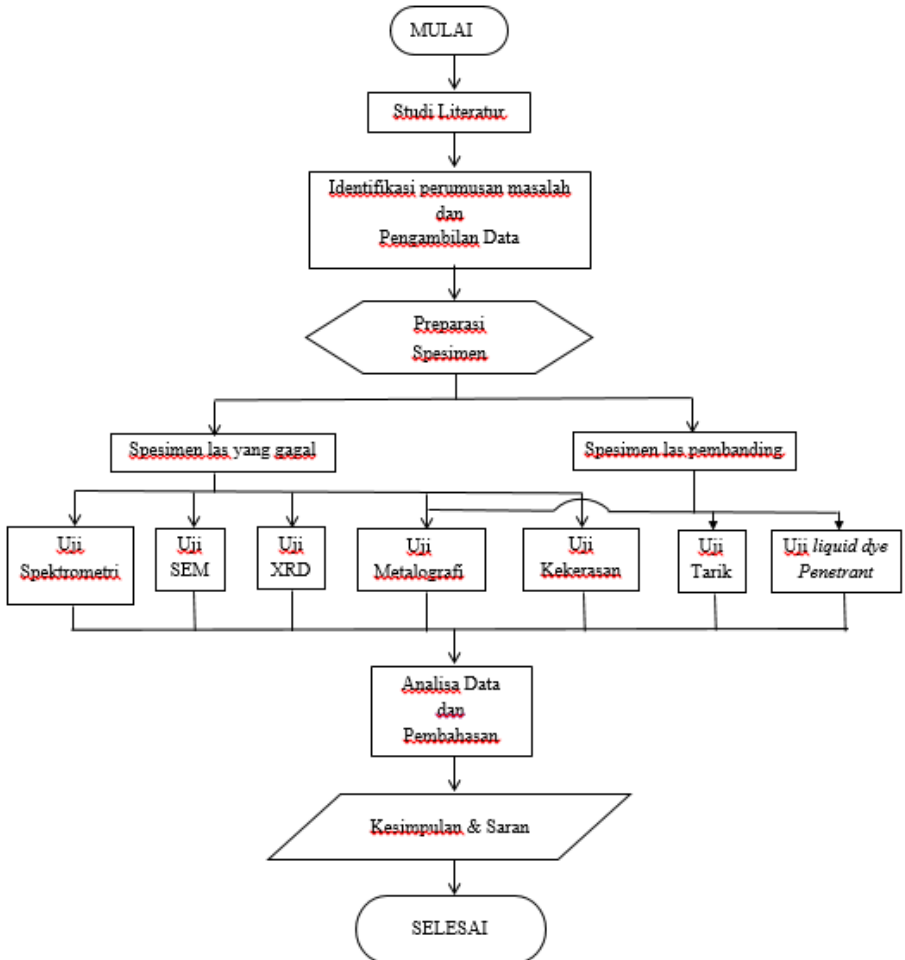 MULAI
Studi Literatur
Identifikasi perumusan masalah
dan
Pengambilan Data
Preparasi
Spesimen
Spesimen las yang gagal
Spesimen las pembanding
Uji
Spektrometri
Uji
SEM
Uji
XRD
Uji
Metalografi
Uji
Kekerasan
Uji
Tarik
Uji liquid dye
Penetrant
Analisa Data
dan
Pembahasan
Kesimpulan & Saran
SELESAI